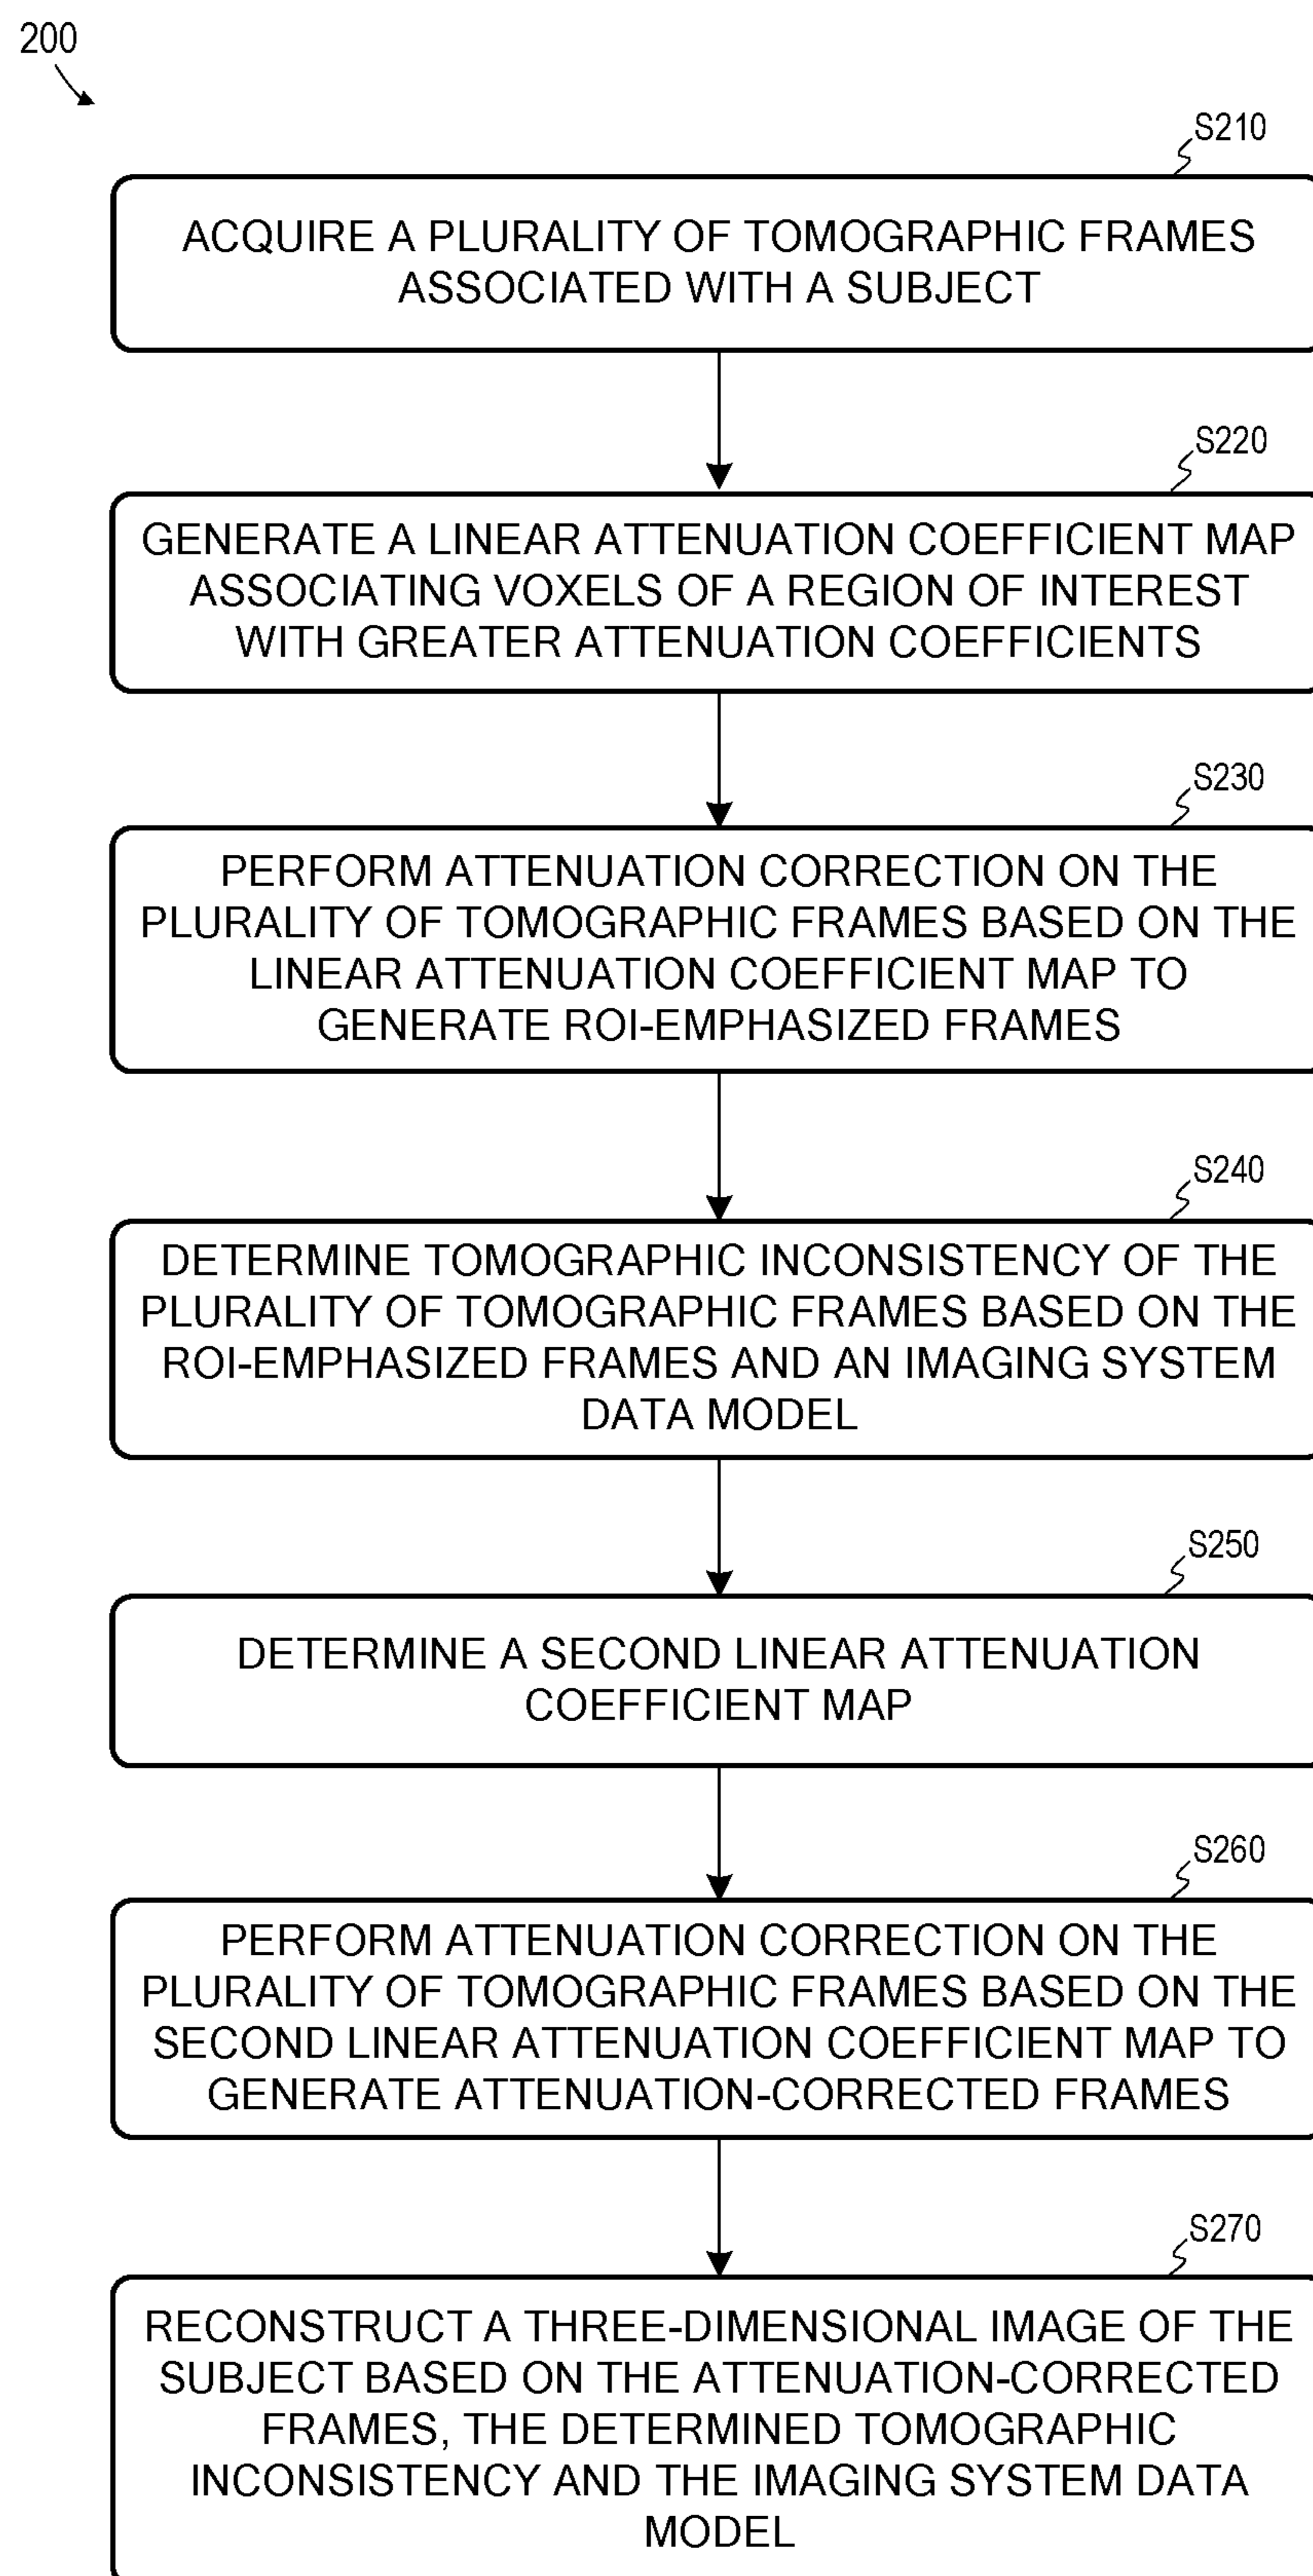 200
S210
ACQUIRE A PLURALITY OF TOMOGRAPHIC FRAMES
ASSOCIATED WITH A SUBJECT
S220
GENERATE A LINEAR ATTENUATION COEFFICIENT MAP
ASSOCIATING VOXELS OF A REGION OF INTEREST
WITH GREATER ATTENUATION COEFFICIENTS
S230
PERFORM ATTENUATION CORRECTION ON THE
PLURALITY OF TOMOGRAPHIC FRAMES BASED ON THE
LINEAR ATTENUATION COEFFICIENT MAP TO
GENERATE ROI-EMPHASIZED FRAMES
S240
DETERMINE TOMOGRAPHIC INCONSISTENCY OF THE
PLURALITY OF TOMOGRAPHIC FRAMES BASED ON THE
ROI-EMPHASIZED FRAMES AND AN IMAGING SYSTEM
DATA MODEL
S250
DETERMINE A SECOND LINEAR ATTENUATION
COEFFICIENT MAP
S260
PERFORM ATTENUATION CORRECTION ON THE
PLURALITY OF TOMOGRAPHIC FRAMES BASED ON THE
SECOND LINEAR ATTENUATION COEFFICIENT MAP TO
GENERATE ATTENUATION-CORRECTED FRAMES
S270
RECONSTRUCT A THREE-DIMENSIONAL IMAGE OF THE
SUBJECT BASED ON THE ATTENUATION-CORRECTED
FRAMES, THE DETERMINED TOMOGRAPHIC
INCONSISTENCY AND THE IMAGING SYSTEM DATA
MODEL